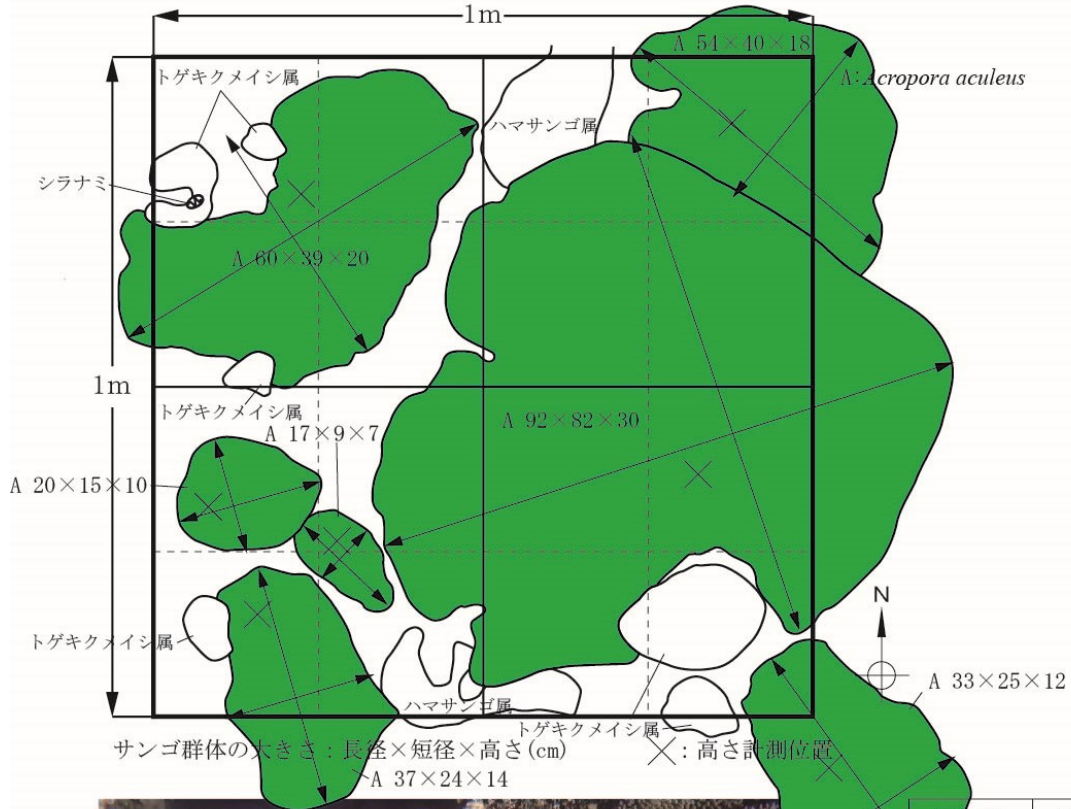 1m
A 54×40×18
トゲキクメイシ属
A:Acropora aculeus
ハマサンゴ属
シラナミ
A 60×39×20
1m
トゲキクメイシ属
A 17×9×7
A 92×82×30
A 20×15×10
N
トゲキクメイシ属
A 33×25×12
ハマサンゴ属
トゲキクメイシ属
サンゴ群体の大きさ:長径×短径×高さ(cm)
×:高さ計測位置
A 37×24×14